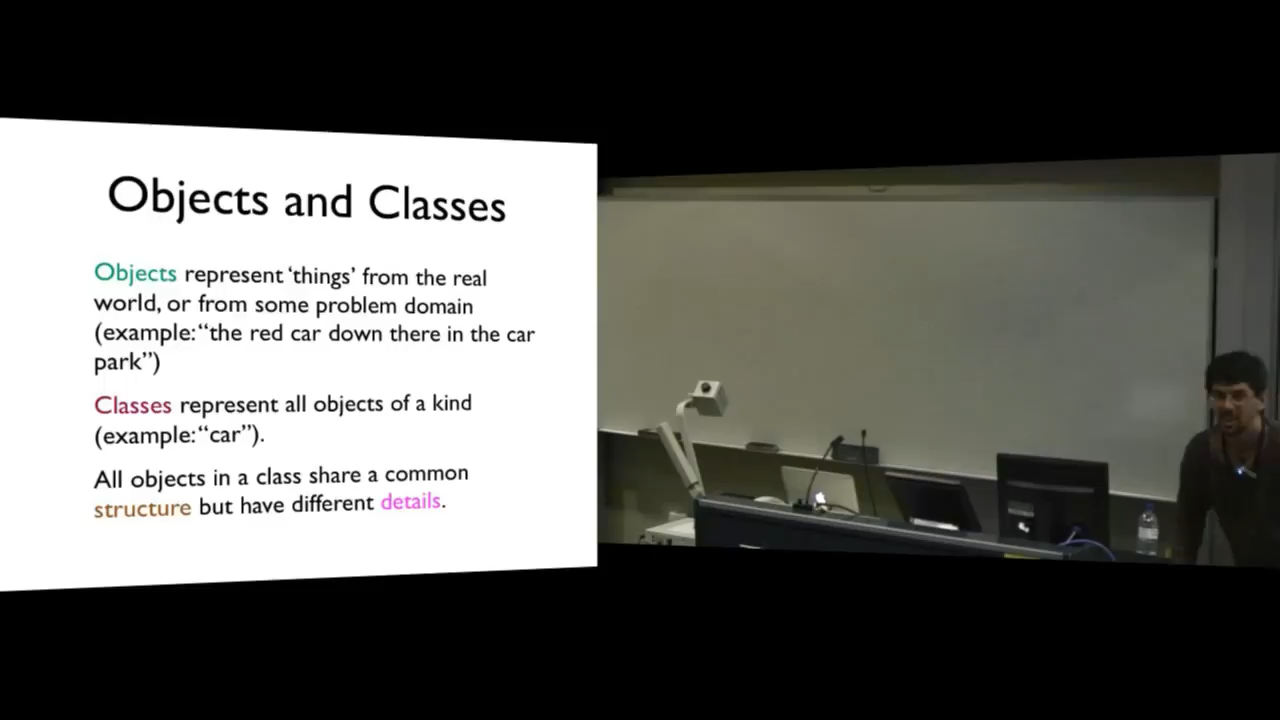 Objects and Classes
Objects represent ‘things’ from the real
world, or from some problem domain
(example:“the red car down there in the car
park”)
Classes represent all objects of a kind
(example:“car”).
All objects in a class share a common
structure but have different details.